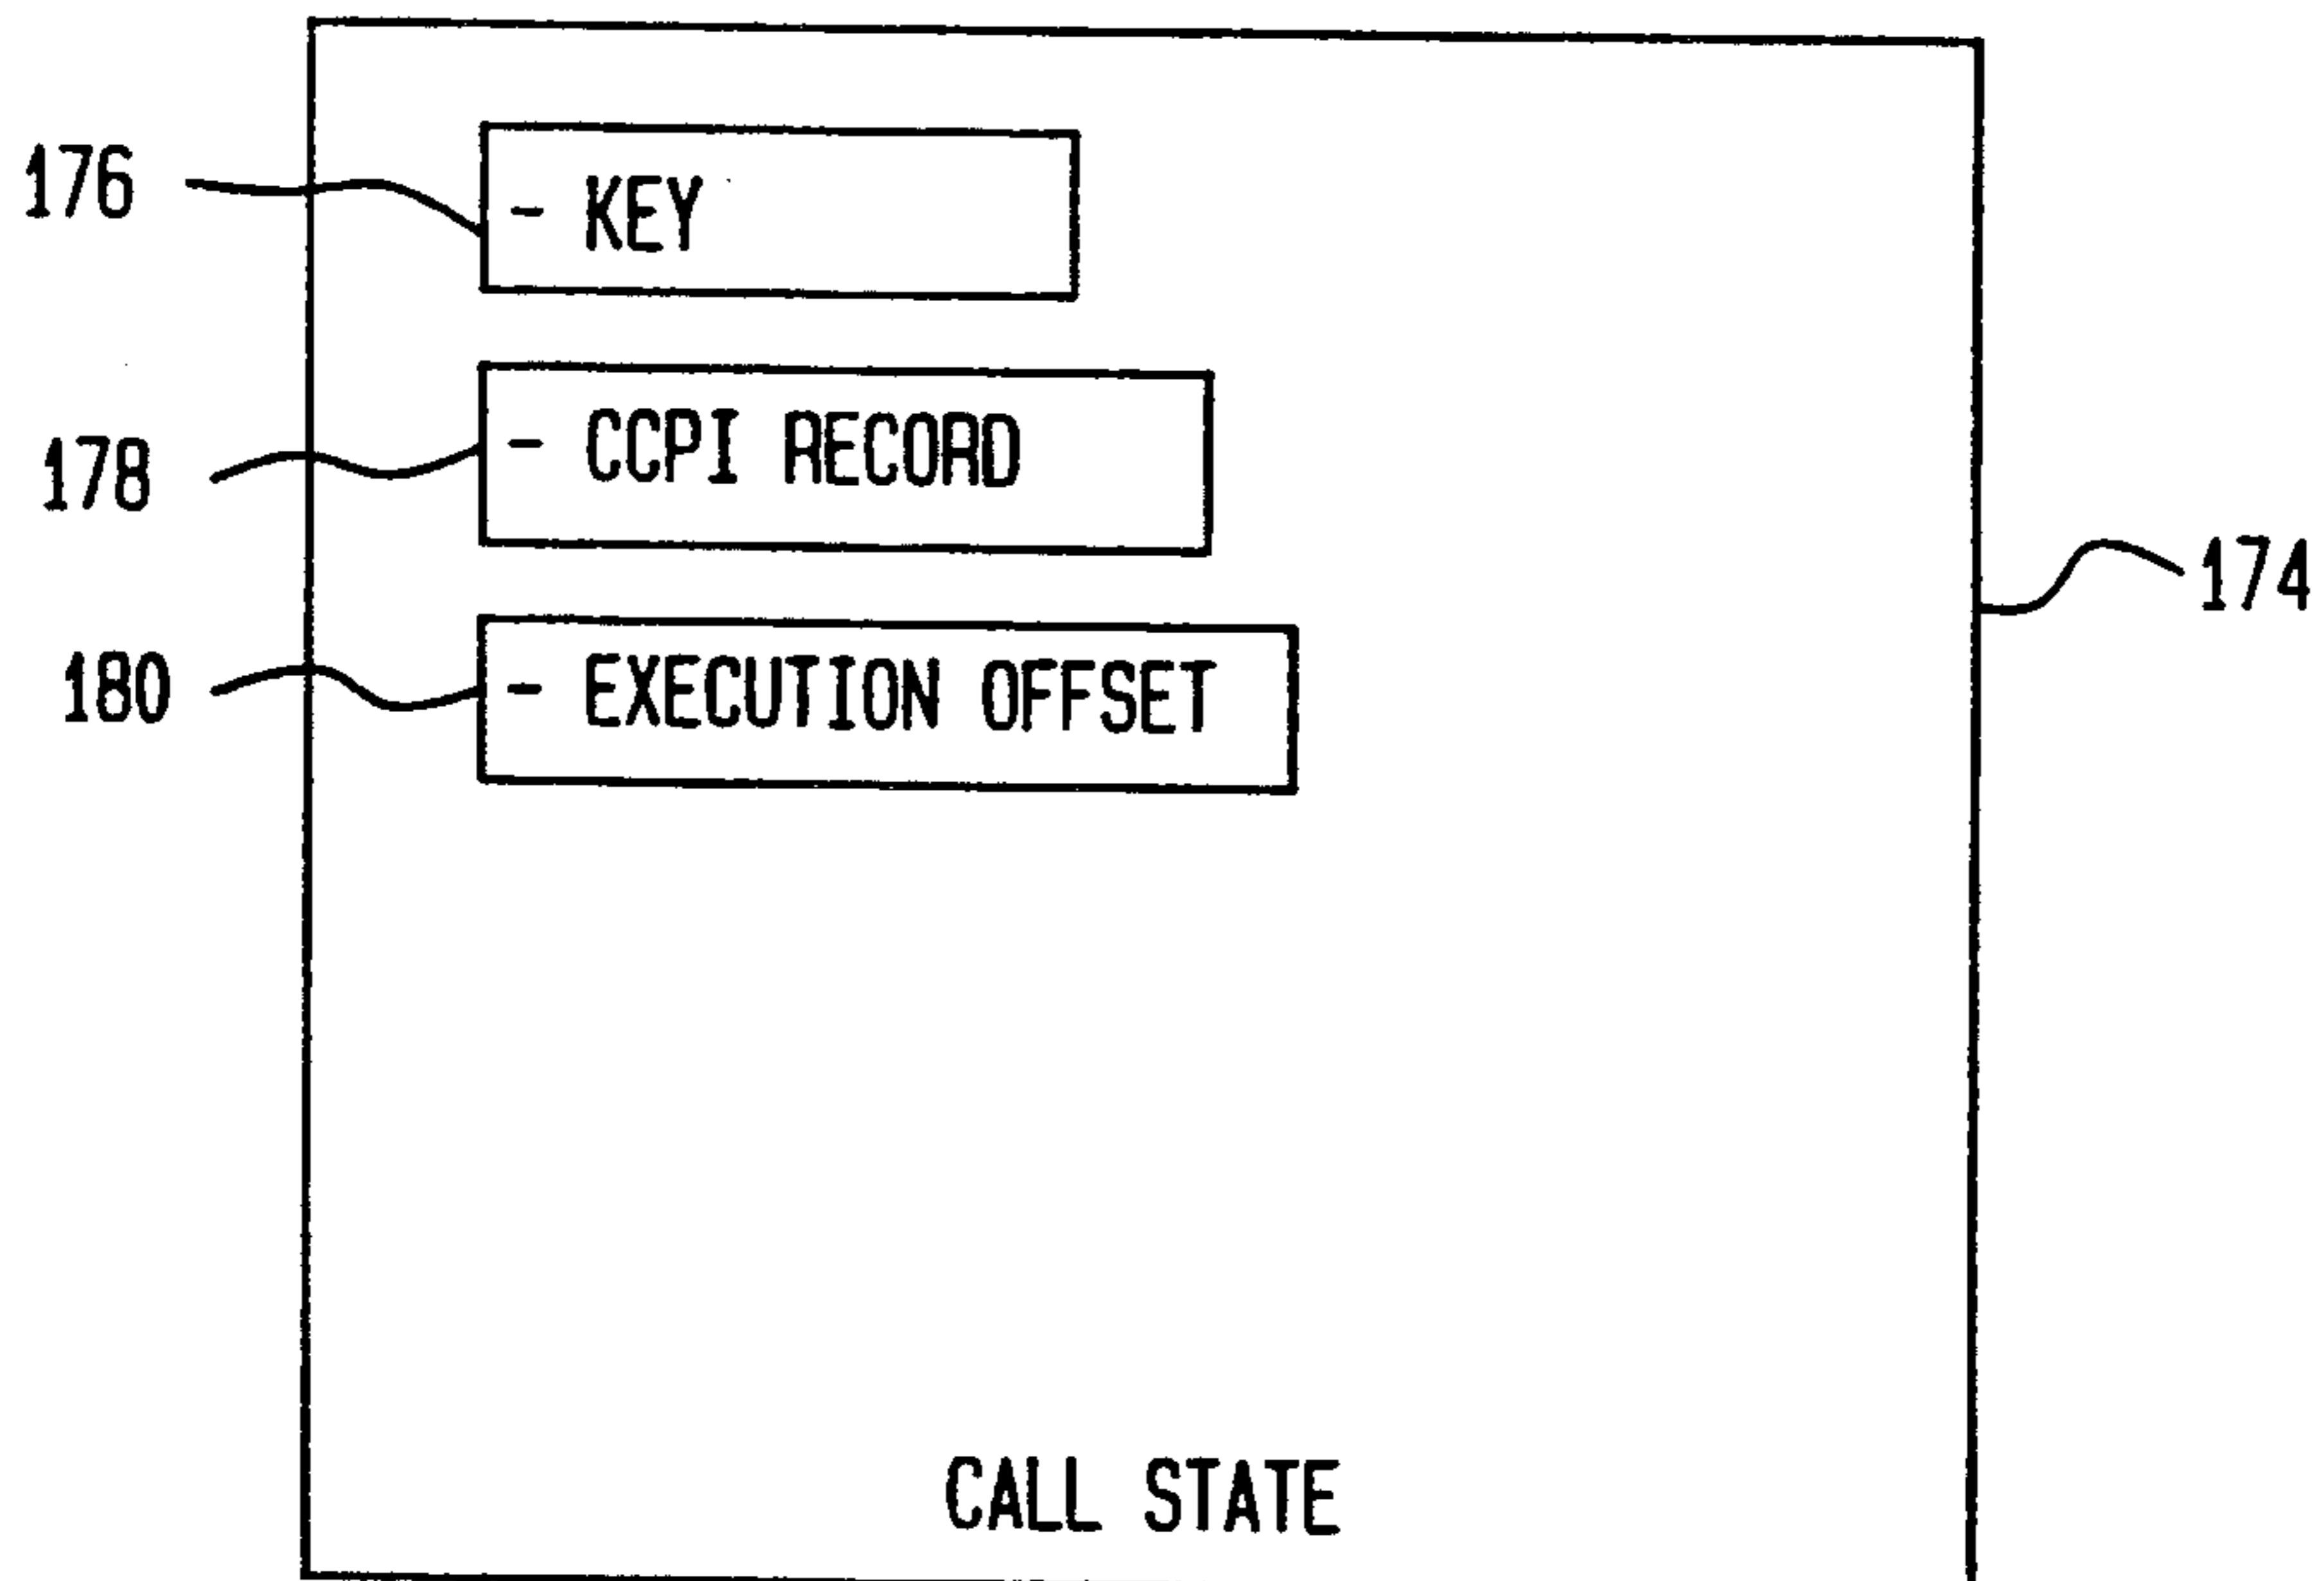 176
- KEY
178
- CCPI RECORD
174
180
- EXECUTION OFFSET
CALL STATE